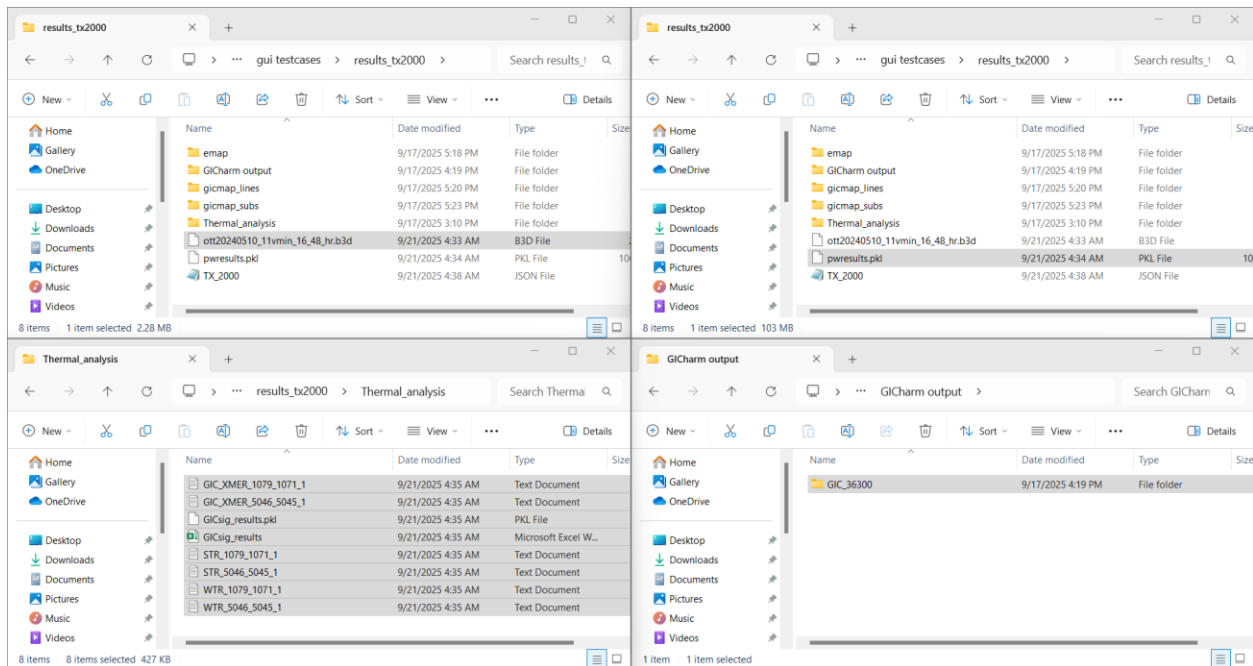 results_tx2000
gui testcases > results_tx2000 >
Search results_t
New
Sort
View
Details
Home
Gallery
OneDrive
Desktop
Downloads
Documents
Pictures
Music
Videos
Name Date modified Type Size
emap 9/17/2025 5:18 PM File folder
GICharm output 9/17/2025 4:19 PM File folder
gicmap_lines 9/17/2025 5:20 PM File folder
gicmap_subs 9/17/2025 5:23 PM File folder
Thermal_analysis 9/17/2025 3:10 PM File folder
ott20240510_11vmin_16_48_hr.b3d 9/21/2025 4:33 AM B3D File
pwresults.pkl 9/21/2025 4:34 AM PKL File 10
TX_2000 9/21/2025 4:38 AM JSON File
8 items 1 item selected 2.28 MB
results_tx2000
gui testcases > results_tx2000 >
Search results_t
New
Sort
View
Details
Home
Gallery
OneDrive
Desktop
Downloads
Documents
Pictures
Music
Videos
Name Date modified Type Size
emap 9/17/2025 5:18 PM File folder
GICharm output 9/17/2025 4:19 PM File folder
gicmap_lines 9/17/2025 5:20 PM File folder
gicmap_subs 9/17/2025 5:23 PM File folder
Thermal_analysis 9/17/2025 3:10 PM File folder
ott20240510_11vmin_16_48_hr.b3d 9/21/2025 4:33 AM B3D File
pwresults.pkl 9/21/2025 4:34 AM PKL File 10
TX_2000 9/21/2025 4:38 AM JSON File
8 items 1 item selected 103 MB
Thermal_analysis
results_tx2000 > Thermal_analysis
Search Therma
New
Sort
View
Details
Home
Gallery
OneDrive
Desktop
Downloads
Documents
Pictures
Music
Videos
Name Date modified Type Size
GIC_XMER_1079_1071_1 9/21/2025 4:35 AM Text Document
GIC_XMER_5046_5045_1 9/21/2025 4:35 AM Text Document
GICsig_results.pkl 9/21/2025 4:35 AM PKL File
GICsig_results 9/21/2025 4:35 AM Microsoft Excel W...
STR_1079_1071_1 9/21/2025 4:35 AM Text Document
STR_5046_5045_1 9/21/2025 4:35 AM Text Document
WTR_1079_1071_1 9/21/2025 4:35 AM Text Document
WTR_5046_5045_1 9/21/2025 4:35 AM Text Document
8 items 8 items selected 427 KB
GICharm output
GICharm output >
Search GICharm
New
Sort
View
Details
Home
Gallery
OneDrive
Desktop
Downloads
Documents
Pictures
Music
Videos
Name Date modified Type Size
GIC_36300 9/17/2025 4:19 PM File folder
1 item 1 item selected